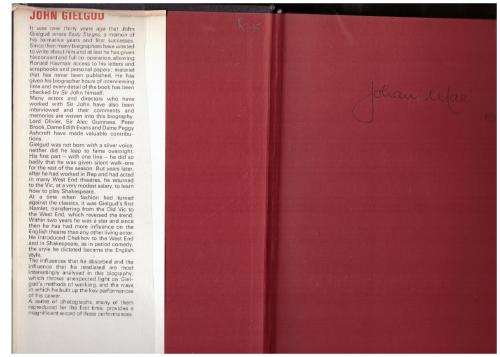 JOHN GIELGUD
It was over thirty years ago that John
Gielgud wrote Early Stages, a memoir of
his formative years and first successes.
Since then many biographers have wanted
to write about him and at last he has given
his consent and full co-operation, allowing
Ronald Hayman access to his letters and
scrapbooks and personal papers: material
that has never been published. He has
given his biographer hours of interviewing
time and every detail of the book has been
checked by Sir John himself.
Many actors and directors who have
worked with Sir John have also been
interviewed and their comments and
memories are woven into this biography.
Lord Olivier, Sir Alec Guinness, Peter
Brook, Dame Edith Evans and Dame Peggy
Ashcroft have made valuable contribu-
tions.
Gielgud was not born with a silver voice,
neither did he leap to fame overnight.
His first part – with one line – he did so
badly that he was given silent walk-ons
for the rest of the season. But years later,
after he had worked in Rep and had acted
in many West End theatres, he returned
to the Vic, at a very modest salary, to learn
how to play Shakespeare.
At a time when fashion had turned
against the classics, it was Gielgud's first
Hamlet, transferring from the Old Vic to
the West End, which reversed the trend.
Within two years he was a star and since
then he has had more influence on the
English theatre than any other living actor.
He introduced Chekhov to the West End
and in Shakespeare, as in period comedy,
the style he dictated became the English
style.
The influences that he absorbed and the
influence that he radiated are most
interestingly analysed in this biography,
which throws unexpected light on Giel-
gud's methods of working, and the ways
in which he built up the key performances
of his career.
A number of photographs, many of them
reproduced for the first time, provides a
magnificent record of these performances.
johan